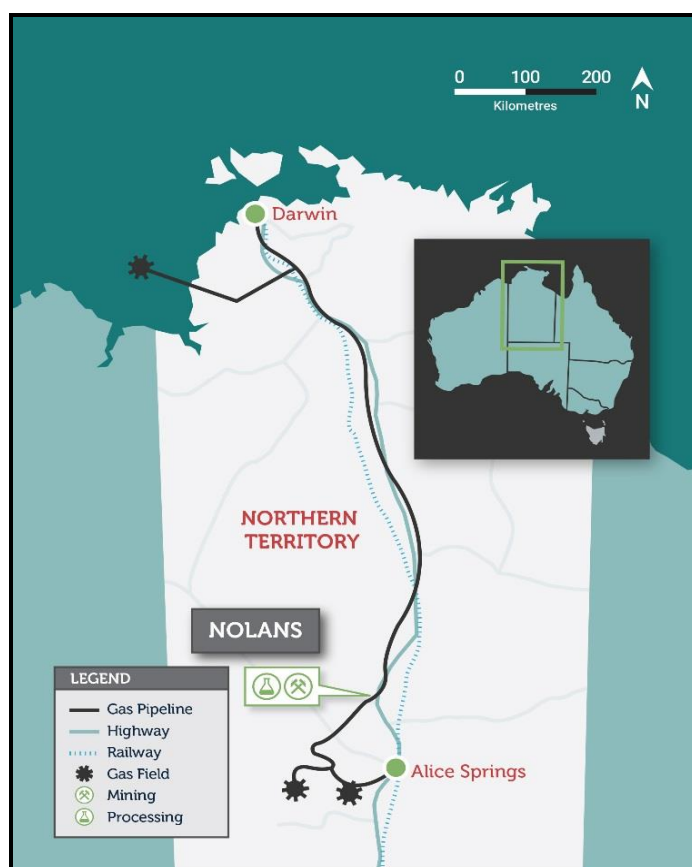 0 100 200
Kilometres
N
Darwin
NORTHERN
TERRITORY
NOLANS
LEGEND
Gas Pipeline
Highway
Railway
Gas Field
Mining
Processing
Alice Springs